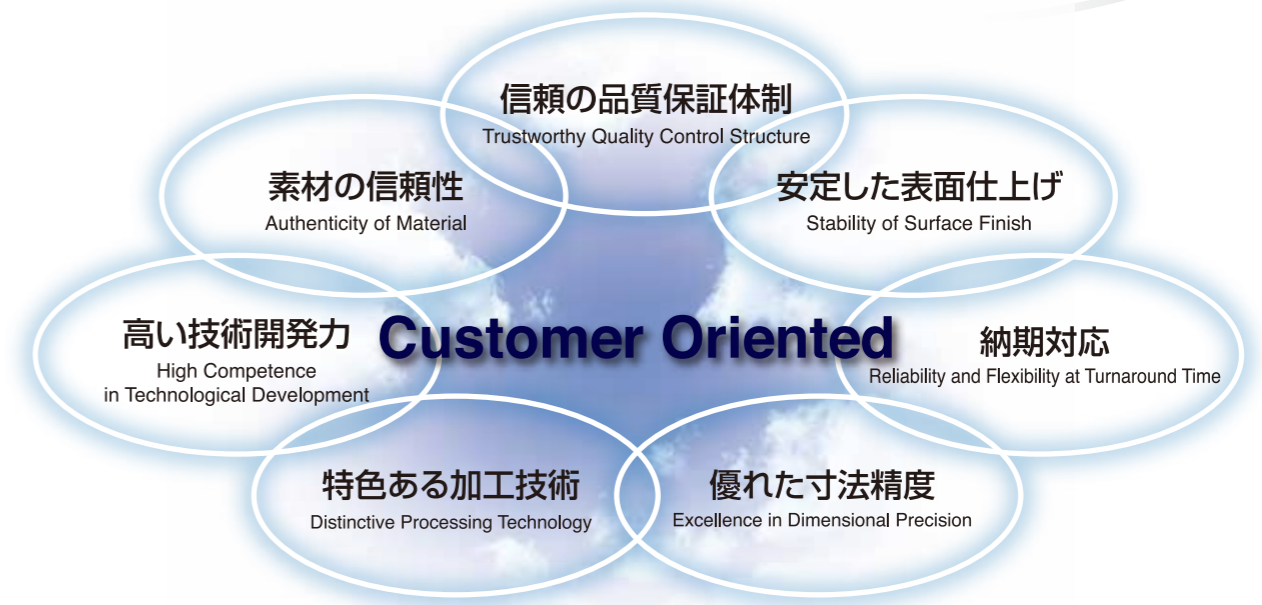 信頼の品質保証体制
Trustworthy Quality Control Structure
素材の信頼性
Authenticity of Material
安定した表面仕上げ
Stability of Surface Finish
高い技術開発力
High Competence
in Technological Development
Customer Oriented
納期対応
Reliability and Flexibility at Turnaround Time
特色ある加工技術
Distinctive Processing Technology
優れた寸法精度
Excellence in Dimensional Precision